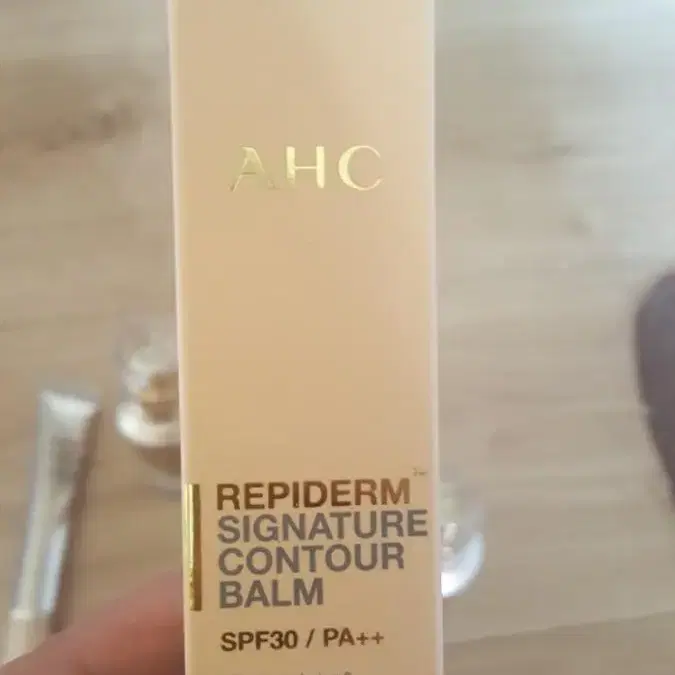 AHC
REPIDERM™
SIGNATURE
CONTOUR
BALM
SPF30 / PA++